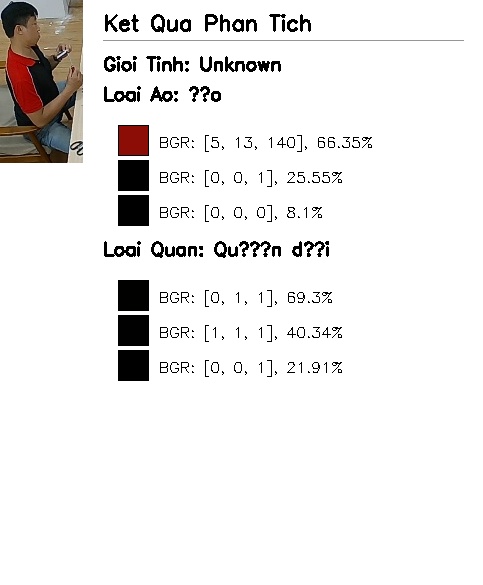 Ket Qua Phan Tich
Gioi Tinh: Unknown
Loai Ao: ??o
BGR: [5, 13, 140], 66.35%
BGR: [0, 0, 1], 25.55%
BGR: [0, 0, 0], 8.1%
Loai Quan: Qu???n d??i
BGR: [0, 1, 1], 69.3%
BGR: [1, 1, 1], 40.34%
BGR: [0, 0, 1], 21.91%